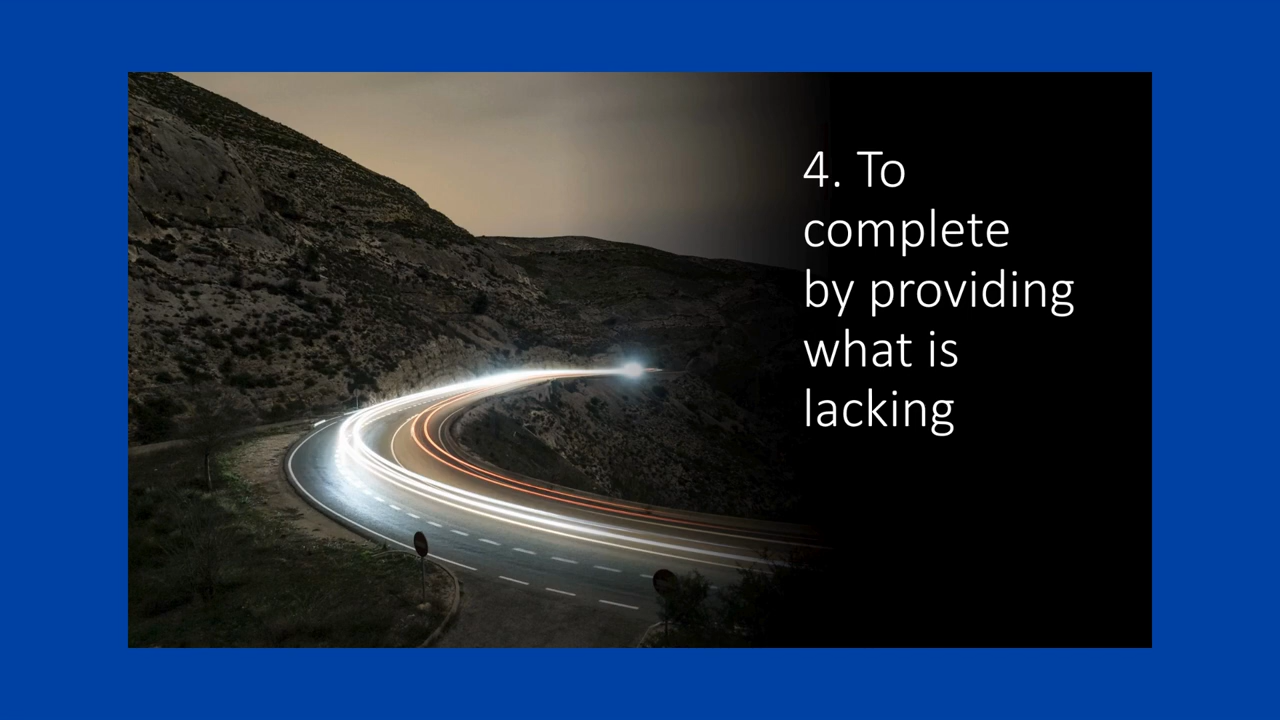 4. To
complete
by providing
what is
lacking